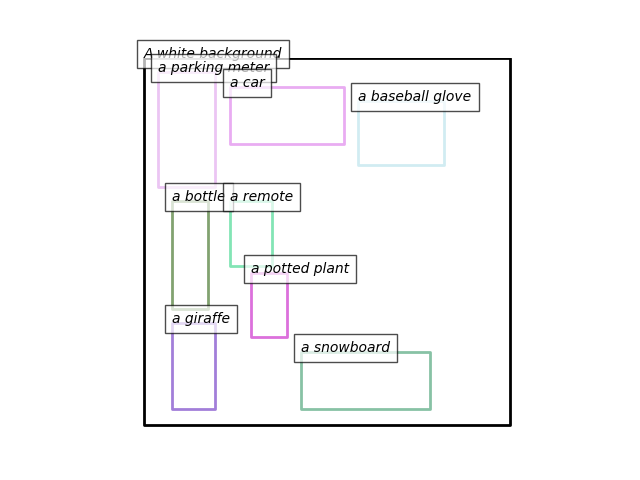 A white background
a parking meter
a car
a baseball glove
a bottle
a remote
a potted plant
a giraffe
a snowboard